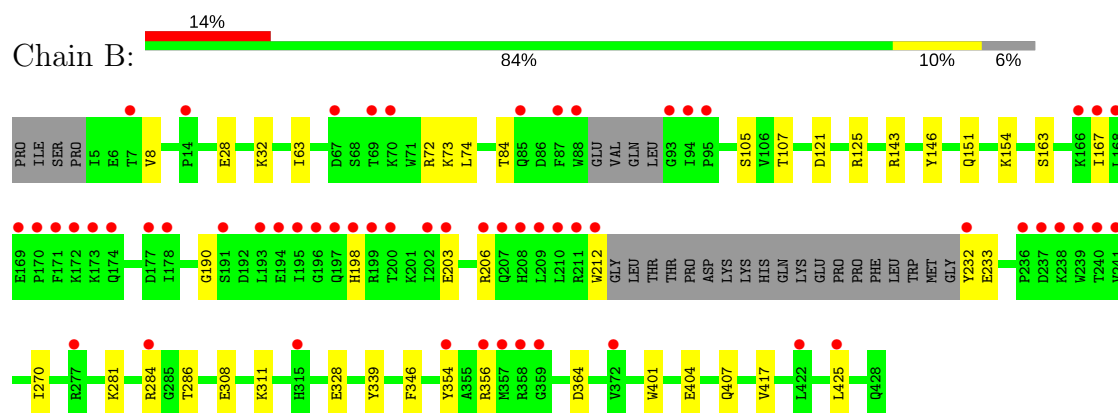 14%
Chain B:
84% 10% 6%
PRO ILE SER PRO I5 E6 T7 V8 P14 E28 K32 I63 D67 S68 T69 K70 W71 R72 K73 L74 T84 Q85 D86 F87 W88 GLU VAL GLN LEU G93 I94 P95 S105 V106 T107 D121 R125 R143 Y146 Q151 K154 S163 K166 I167 L168
E169 P170 F171 K172 K173 Q174 D177 I178 G190 S191 D192 L193 E194 I195 G196 Q197 H198 R199 T200 K201 I202 E203 R206 Q207 H208 L209 L210 R211 W212 GLY LEU THR THR PRO ASP LYS LYS HIS GLN LYS GLU PRO PRO PHE LEU TRP MET GLY Y232 E233 P236 D237 K238 W239 T240 V241
I270 R277 K281 R284 G285 T286 E308 K311 H315 E328 Y339 F346 Y354 A355 R356 M357 R358 G359 D364 V372 W401 E404 Q407 V417 L422 L425 Q428